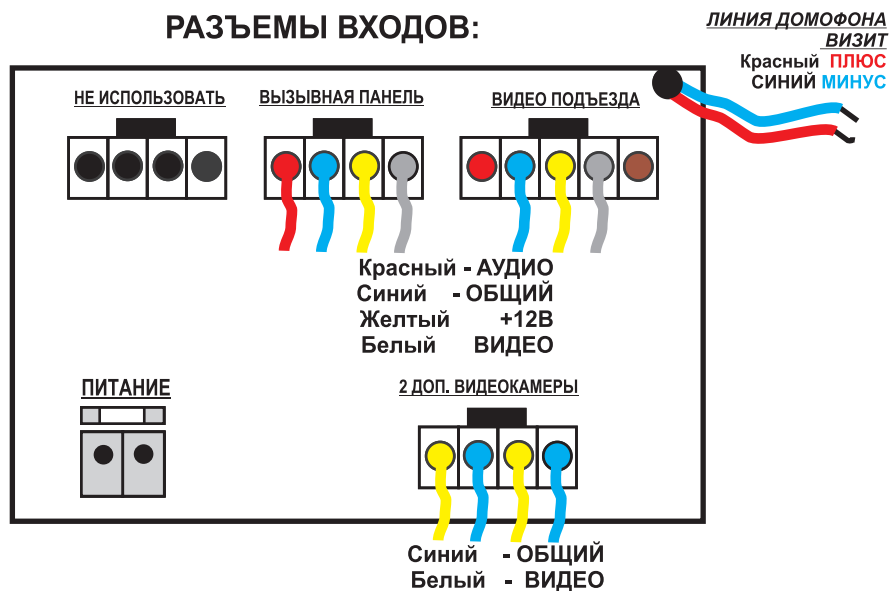 РАЗЪЕМЫ ВХОДОВ:
ЛИНИЯ ДОМОФОНА
ВИЗИТ
Красный ПЛЮС
СИНИЙ МИНУС
НЕ ИСПОЛЬЗОВАТЬ
ВЫЗЫВНАЯ ПАНЕЛЬ
ВИДЕО ПОДЪЕЗДА
Красный - АУДИО
Синий - ОБЩИЙ
Желтый +12В
Белый ВИДЕО
ПИТАНИЕ
2 ДОП. ВИДЕОКАМЕРЫ
Синий - ОБЩИЙ
Белый - ВИДЕО